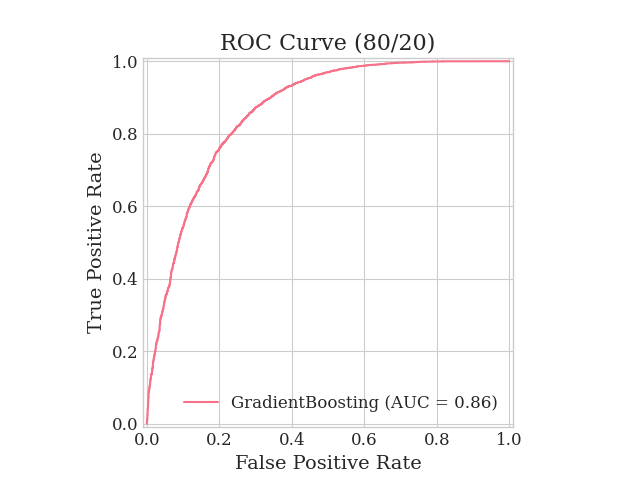 ROC Curve (80/20)
True Positive Rate
1.0
0.8
0.6
0.4
0.2
0.0
GradientBoosting (AUC = 0.86)
0.0 0.2 0.4 0.6 0.8 1.0
False Positive Rate